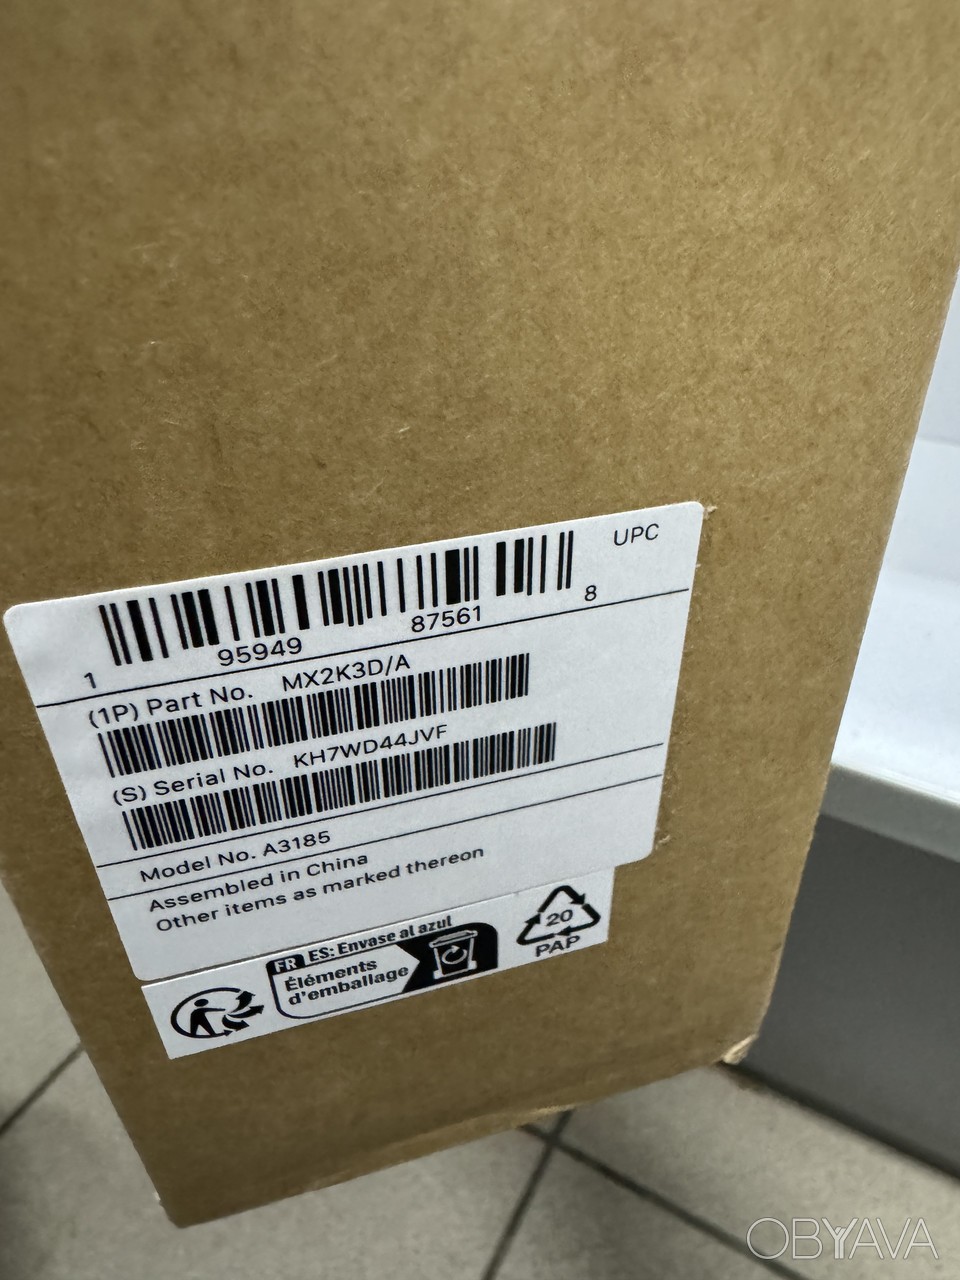 UPC
1 95949 87561 8
(1P) Part No. MX2K3D/A
(S) Serial No. KH7WD44JVF
Model No. A3185
Assembled in China
Other items as marked thereon
FR ES: Envase al azul
Éléments
d'emballage
20
PAP
OBYAVA